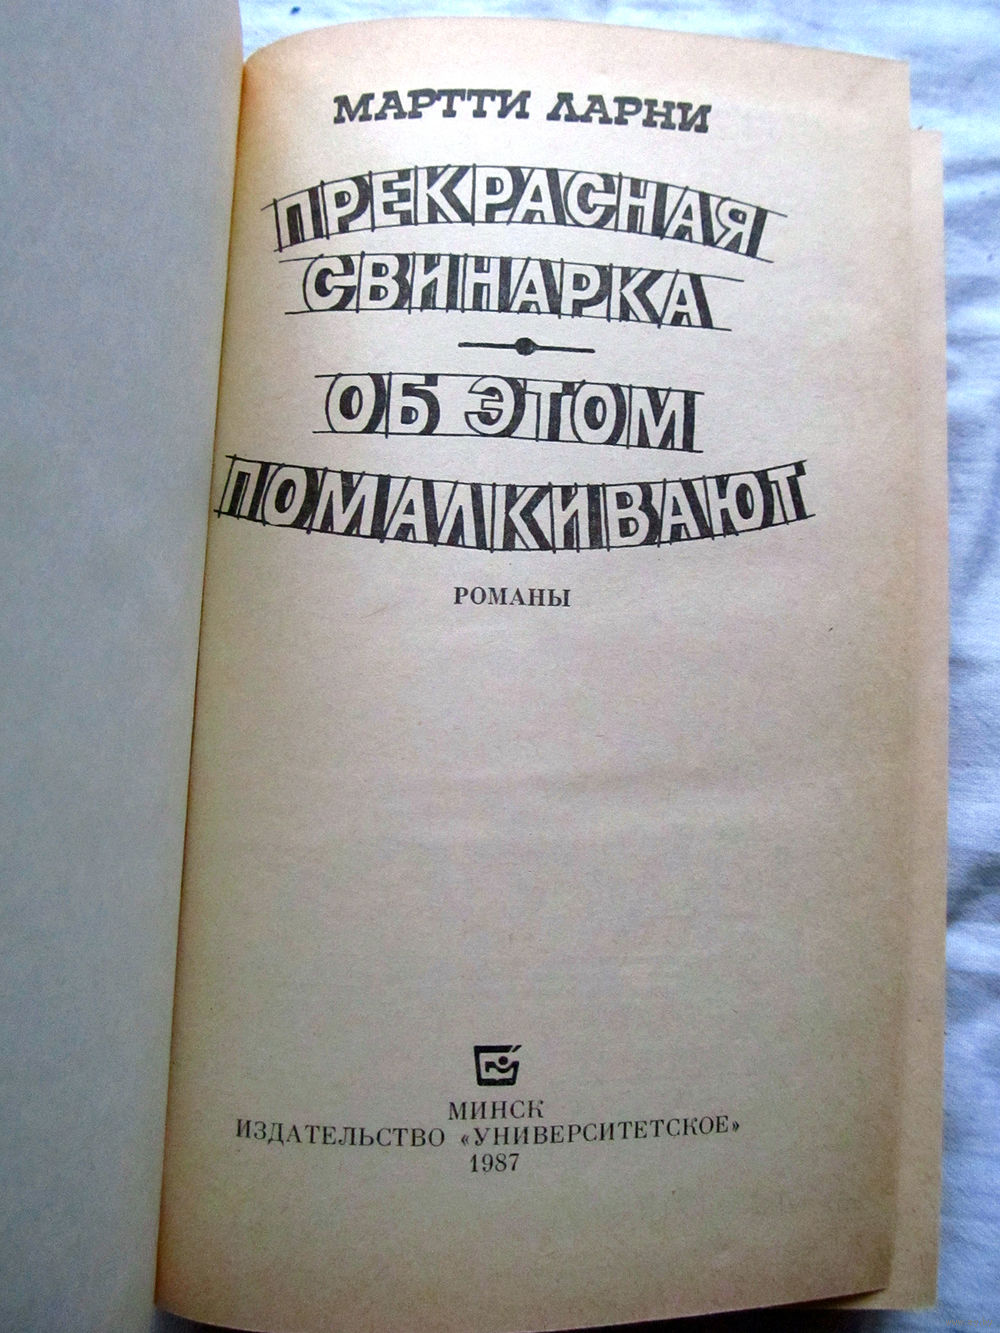 МАРТТИ ЛАРНИ
ПРЕКРАСНАЯ
СВИНАРКА
ОБ ЭТОМ
ПОМАЛКИВАЮТ
РОМАНЫ
МИНСК
ИЗДАТЕЛЬСТВО «УНИВЕРСИТЕТСКОЕ»
1987